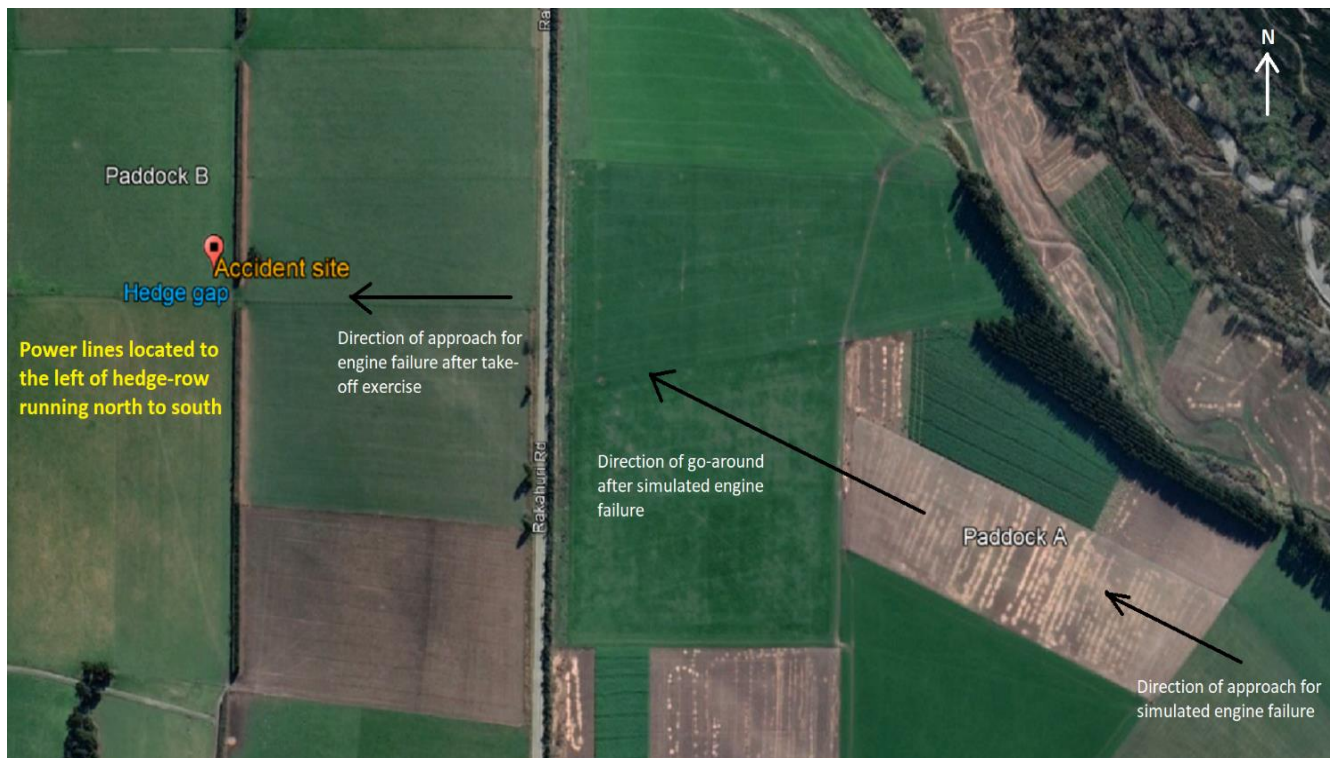 Ra
N
Paddock B
Accident site
Hedge gap
Power lines located to
the left of hedge-row
running north to south
Direction of approach for
engine failure after take-
off exercise
Rakahuri Rd
Direction of go-around
after simulated engine
failure
Paddock A
Direction of approach for
simulated engine failure